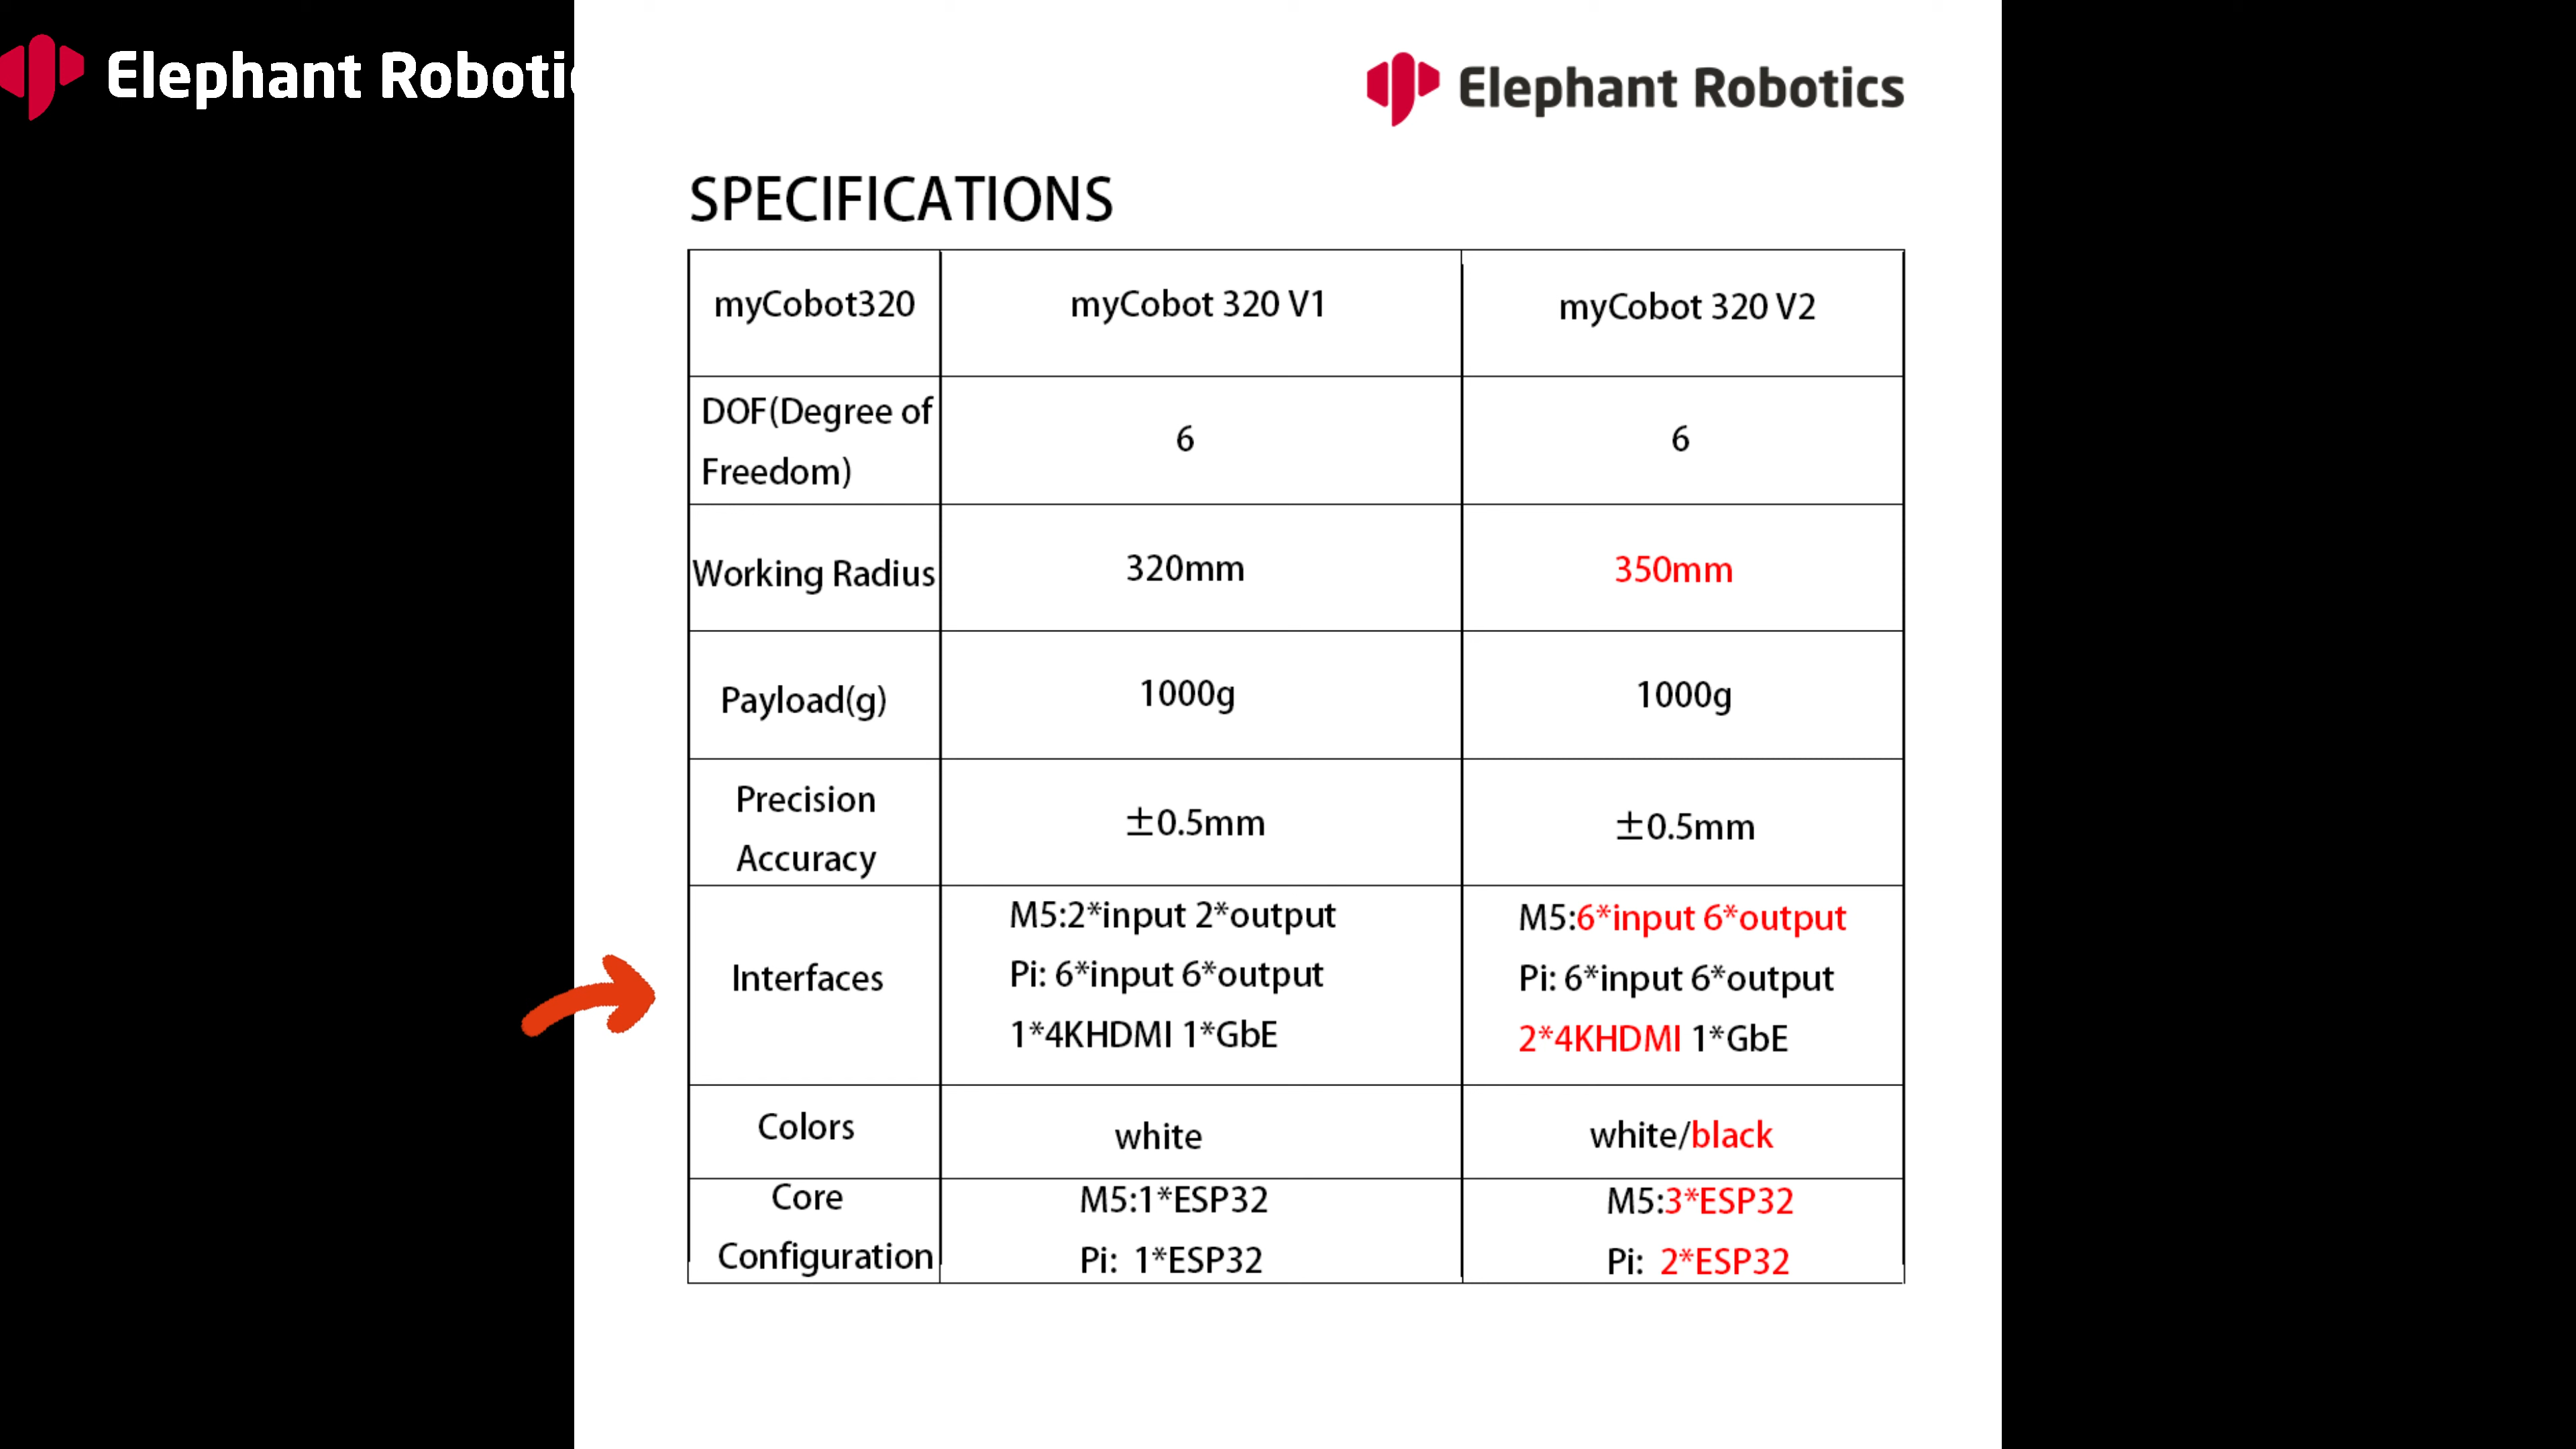 Elephant Robotic
Elephant Robotics
SPECIFICATIONS
myCobot320
myCobot 320 V1
myCobot 320 V2
DOF(Degree of
Freedom)
6
6
Working Radius
320mm
350mm
Payload(g)
1000g
1000g
Precision
Accuracy
±0.5mm
±0.5mm
Interfaces
M5:2*input 2*output
Pi: 6*input 6*output
1*4KHDMI 1*GbE
M5:6*input 6*output
Pi: 6*input 6*output
2*4KHDMI 1*GbE
Colors
white
white/black
Core
Configuration
M5:1*ESP32
Pi: 1*ESP32
M5:3*ESP32
Pi: 2*ESP32